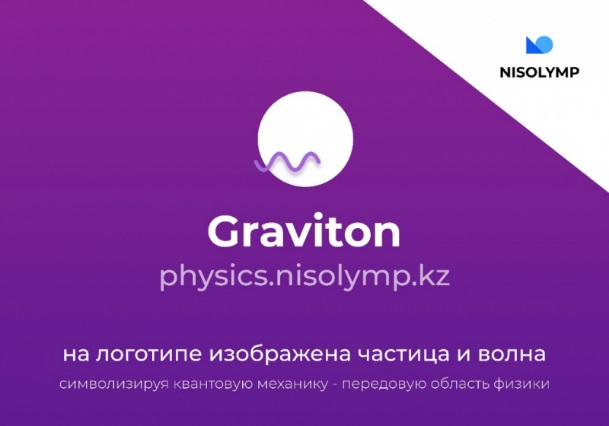 NISOLYMP
Graviton
physics.nisolymp.kz
на логотипе изображена частица и волна
символизируя квантовую механику - передовую область физики